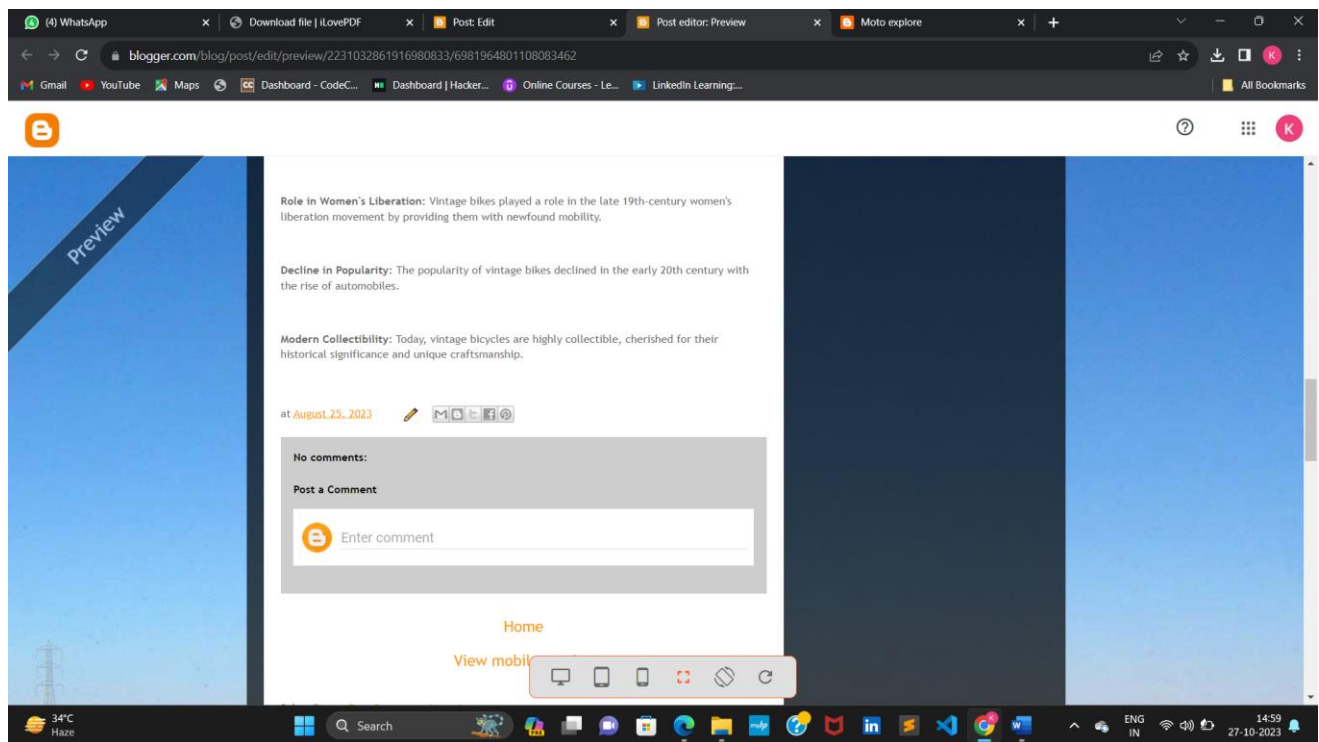 (4) WhatsApp
Download file | iLovePDF
Post: Edit
Post editor: Preview
Moto explore
blogger.com/blog/post/edit/preview/2231032861916980833/6981964801108083462
K
Gmail
YouTube
Maps
CC
Dashboard - CodeC...
Dashboard | Hacker...
Online Courses - Le...
LinkedIn Learning:...
All Bookmarks
K
Preview
Role in Women's Liberation: Vintage bikes played a role in the late 19th-century women's
liberation movement by providing them with newfound mobility.
Decline in Popularity: The popularity of vintage bikes declined in the early 20th century with
the rise of automobiles.
Modern Collectibility: Today, vintage bicycles are highly collectible, cherished for their
historical significance and unique craftsmanship.
at August 25, 2023
No comments:
Post a Comment
Enter comment
Home
34°C
Haze
Search
ENG
IN
14:59
27-10-2023